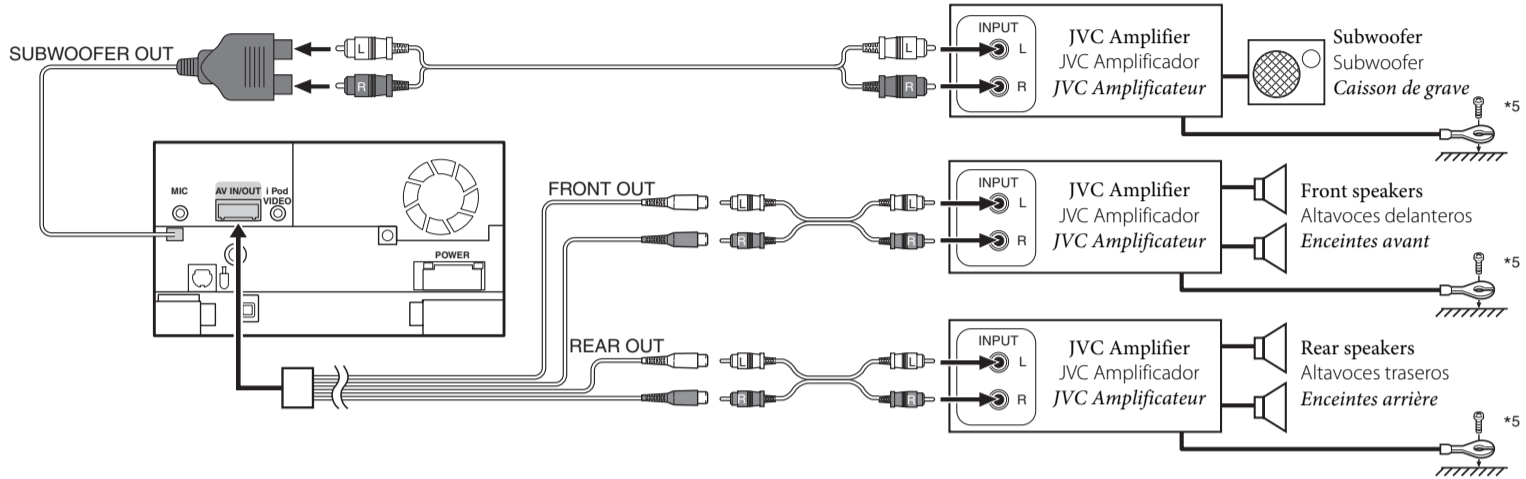 SUBWOOFER OUT
L
R
L
R
INPUT
L
R
JVC Amplifier
JVC Amplificador
JVC Amplificateur
Subwoofer
Subwoofer
Caisson de grave
*5
MIC
AV IN/OUT
i Pod
VIDEO
POWER
FRONT OUT
L
R
L
R
INPUT
L
R
JVC Amplifier
JVC Amplificador
JVC Amplificateur
Front speakers
Altavoces delanteros
Enceintes avant
*5
REAR OUT
L
R
L
R
INPUT
L
R
JVC Amplifier
JVC Amplificador
JVC Amplificateur
Rear speakers
Altavoces traseros
Enceintes arrière
*5